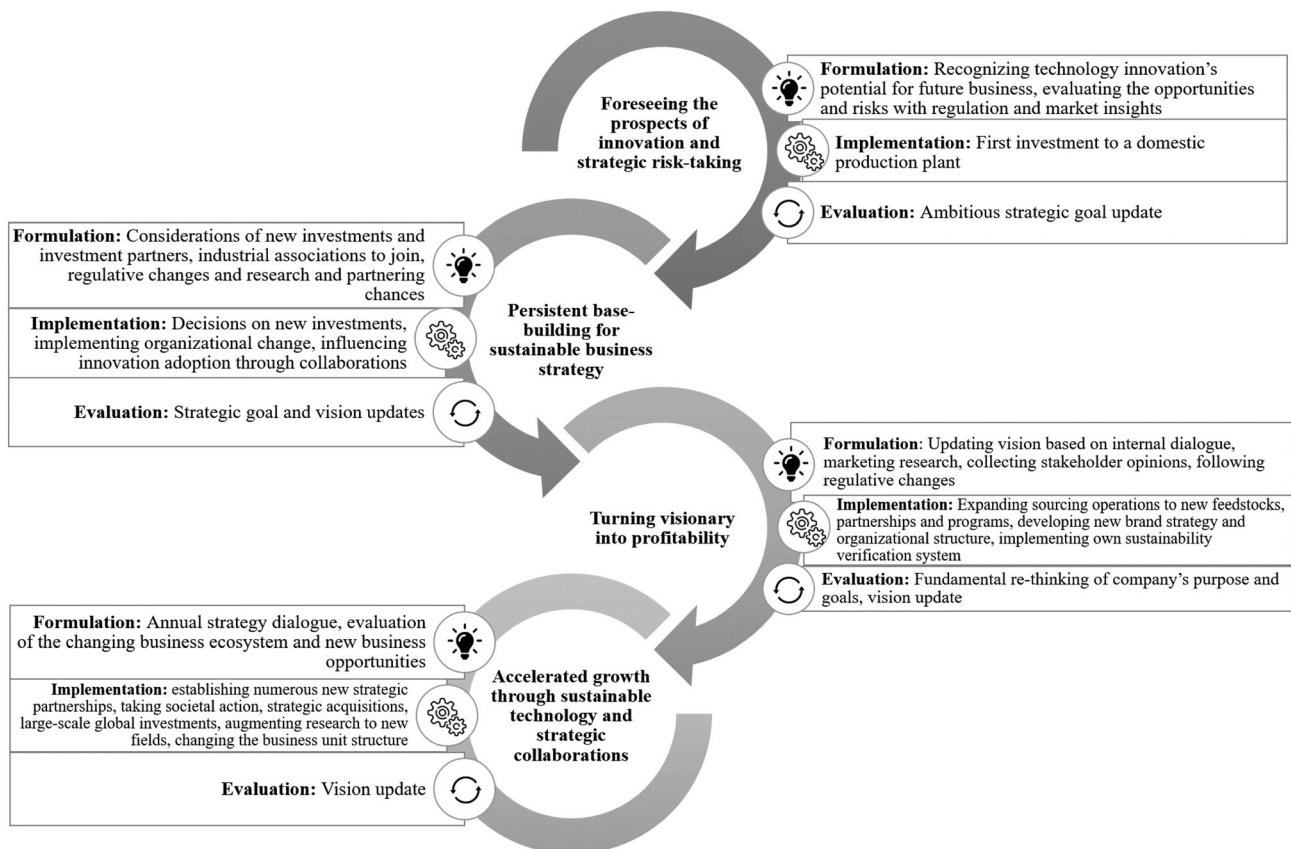 Foreseeing the
prospects of
innovation and
strategic risk-taking
Formulation: Recognizing technology innovation's
potential for future business, evaluating the opportunities
and risks with regulation and market insights
Implementation: First investment to a domestic
production plant
Evaluation: Ambitious strategic goal update
Formulation: Considerations of new investments and
investment partners, industrial associations to join,
regulative changes and research and partnering
chances
Implementation: Decisions on new investments,
implementing organizational change, influencing
innovation adoption through collaborations
Evaluation: Strategic goal and vision updates
Persistent base-
building for
sustainable business
strategy
Turning visionary
into profitability
Formulation: Updating vision based on internal dialogue,
marketing research, collecting stakeholder opinions, following
regulative changes
Implementation: Expanding sourcing operations to new feedstocks,
partnerships and programs, developing new brand strategy and
organizational structure, implementing own sustainability
verification system
Evaluation: Fundamental re-thinking of company's purpose and
goals, vision update
Formulation: Annual strategy dialogue, evaluation
of the changing business ecosystem and new business
opportunities
Implementation: establishing numerous new strategic
partnerships, taking societal action, strategic acquisitions,
large-scale global investments, augmenting research to new
fields, changing the business unit structure
Evaluation: Vision update
Accelerated growth
through sustainable
technology and
strategic
collaborations